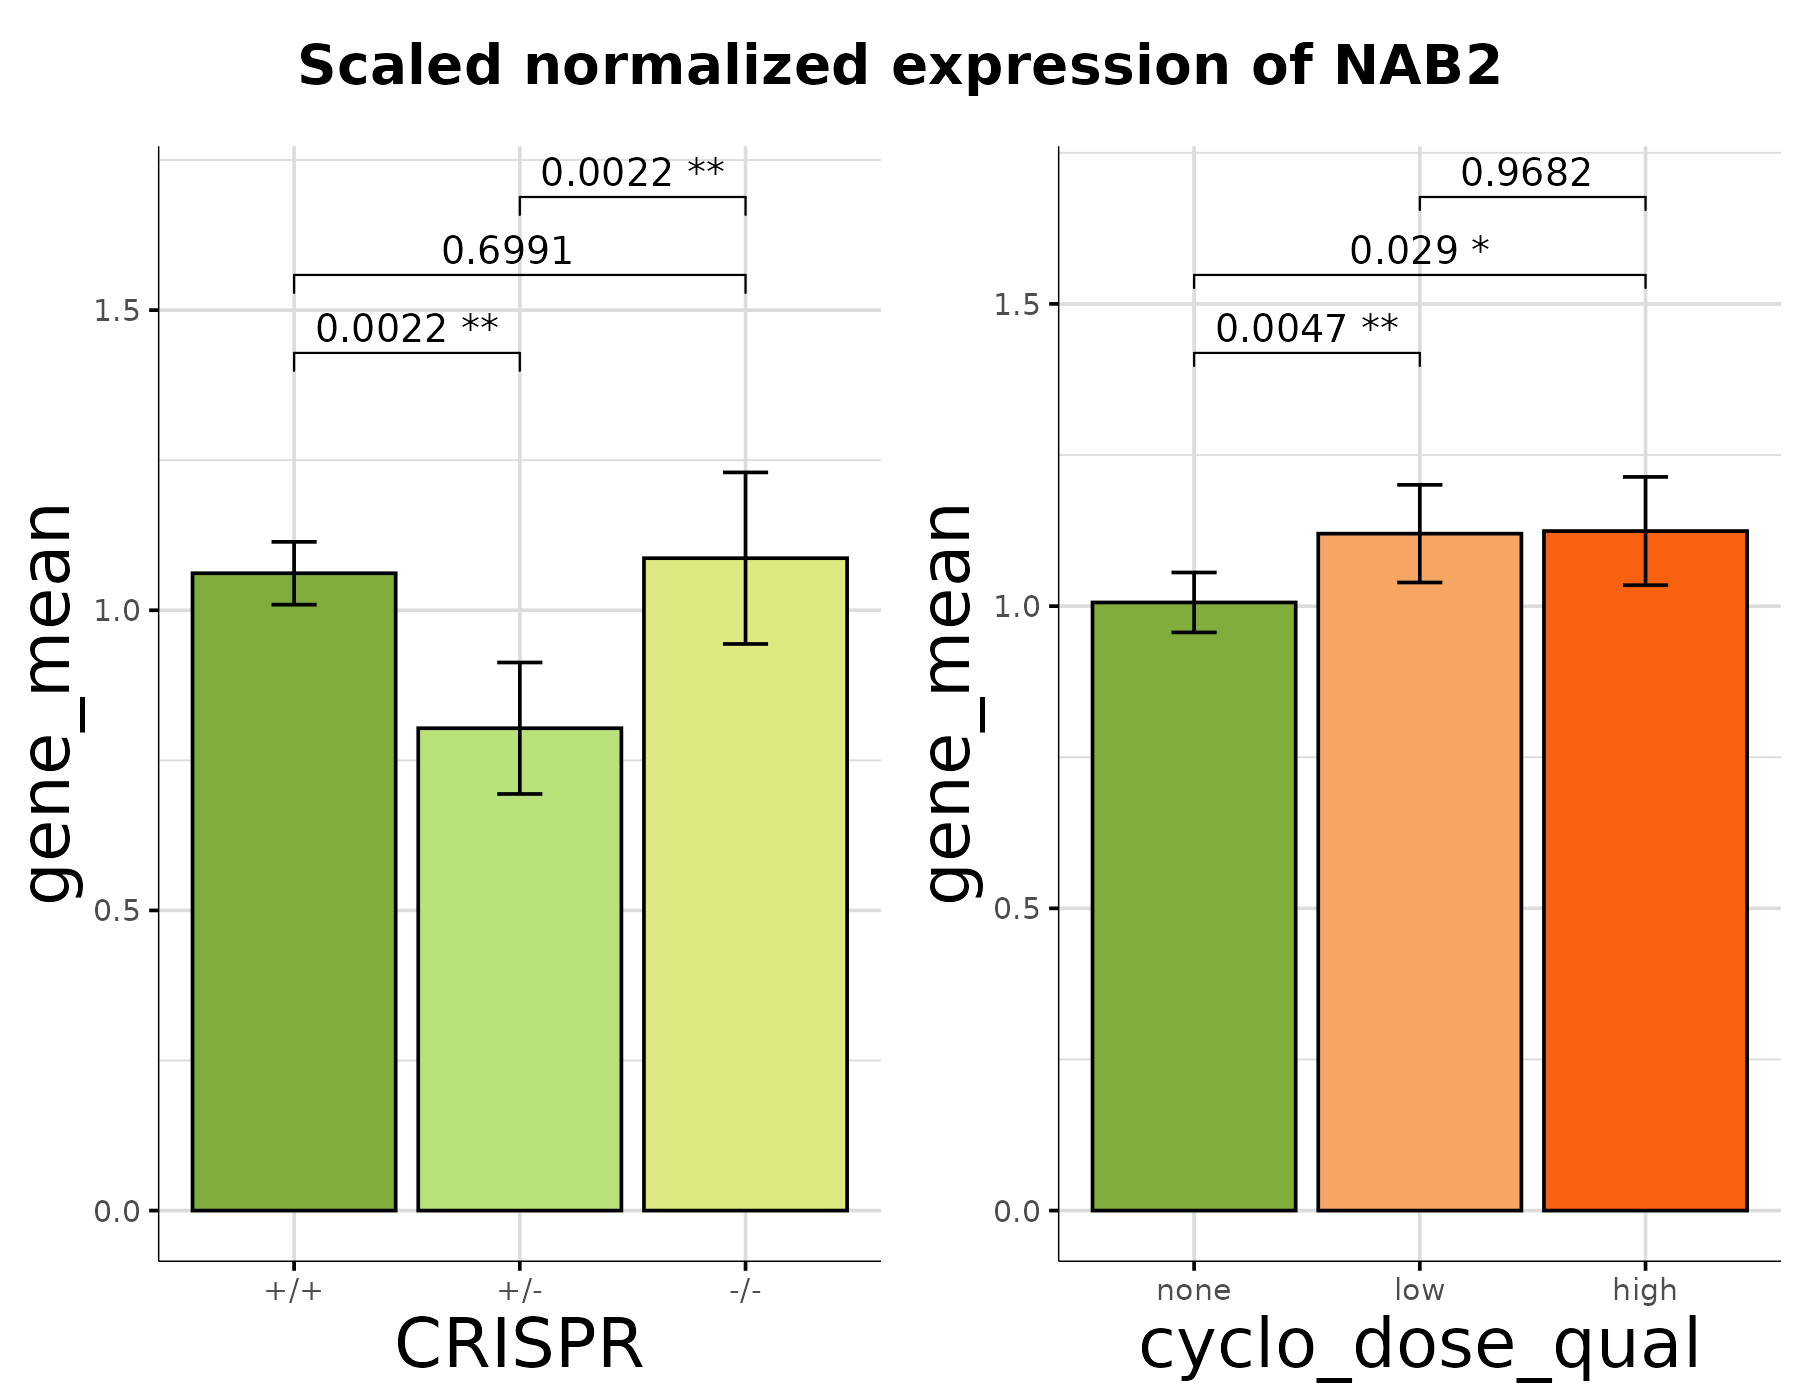 Scaled normalized expression of NAB2
gene_mean
0.0022 **
0.6991
0.0022 **
1.5
1.0
0.5
0.0
+/+ +/- -/-
CRISPR
gene_mean
0.9682
0.029 *
0.0047 **
1.5
1.0
0.5
0.0
none low high
cyclo_dose_qual